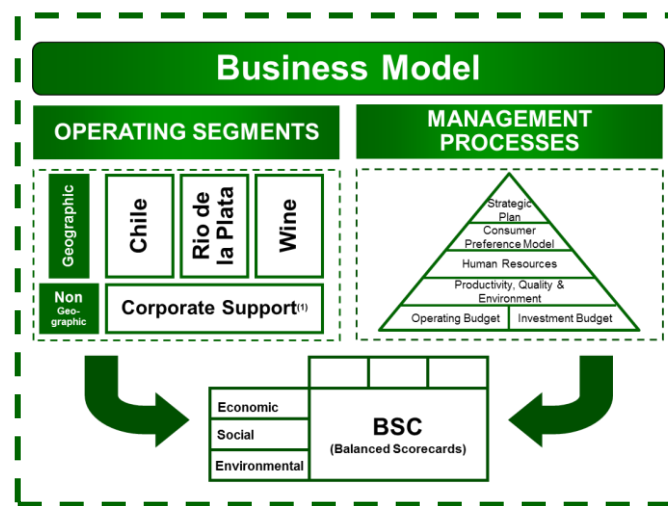 Business Model
OPERATING SEGMENTS
MANAGEMENT
PROCESSES
Geographic
Chile
Rio de
la Plata
Wine
Non
Geo-
graphic
Corporate Support(1)
Strategic
Plan
Consumer
Preference Model
Human Resources
Productivity, Quality &
Environment
Operating Budget
Investment Budget
Economic
Social
Environmental
BSC
(Balanced Scorecards)